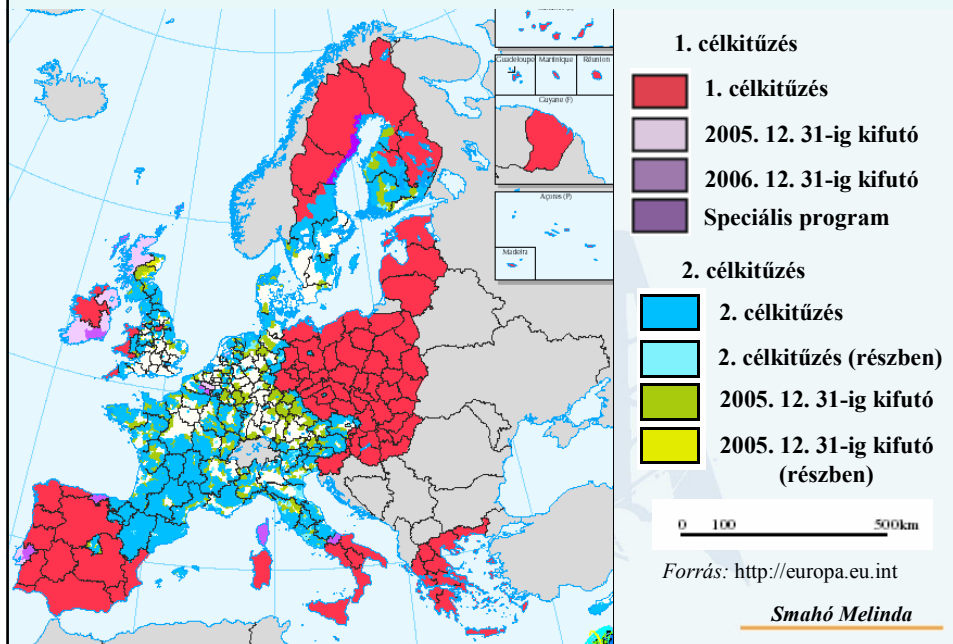 Guadeloupe
Martinique
Réunion
Guyane (F)
Açores (P)
Madeira
1. célkitűzés
1. célkitűzés
2005. 12. 31-ig kifutó
2006. 12. 31-ig kifutó
Speciális program
2. célkitűzés
2. célkitűzés
2. célkitűzés (részben)
2005. 12. 31-ig kifutó
2005. 12. 31-ig kifutó
(részben)
0 100 500km
Forrás: http://europa.eu.int
Smahó Melinda